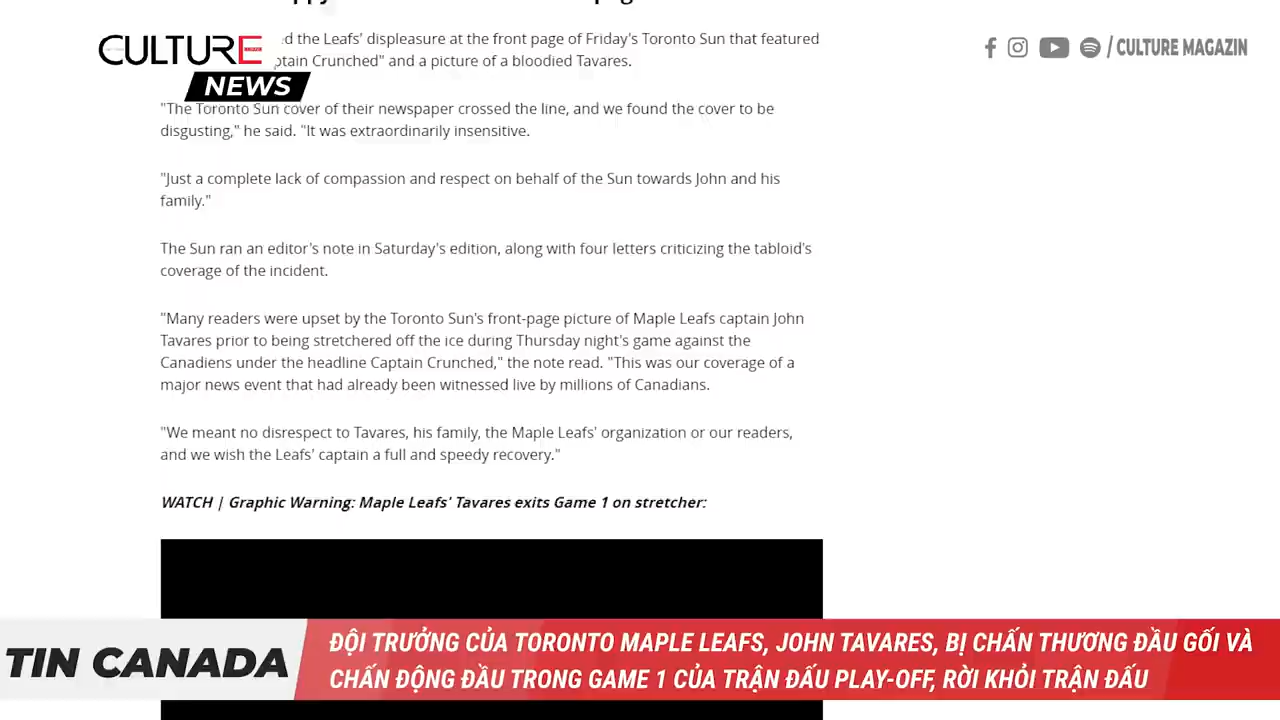 CULTURE
NEWS
/ CULTURE MAGAZIN
d the Leafs' displeasure at the front page of Friday's Toronto Sun that featured
ptain Crunched" and a picture of a bloodied Tavares.
"The Toronto Sun cover of their newspaper crossed the line, and we found the cover to be
disgusting," he said. "It was extraordinarily insensitive.
"Just a complete lack of compassion and respect on behalf of the Sun towards John and his
family."
The Sun ran an editor's note in Saturday's edition, along with four letters criticizing the tabloid's
coverage of the incident.
"Many readers were upset by the Toronto Sun's front-page picture of Maple Leafs captain John
Tavares prior to being stretchered off the ice during Thursday night's game against the
Canadiens under the headline Captain Crunched," the note read. "This was our coverage of a
major news event that had already been witnessed live by millions of Canadians.
"We meant no disrespect to Tavares, his family, the Maple Leafs' organization or our readers,
and we wish the Leafs' captain a full and speedy recovery."
WATCH | Graphic Warning: Maple Leafs' Tavares exits Game 1 on stretcher:
TIN CANADA
ĐỘI TRƯỞNG CỦA TORONTO MAPLE LEAFS, JOHN TAVARES, BỊ CHẤN THƯƠNG ĐẦU GỐI VÀ
CHẤN ĐỘNG ĐẦU TRONG GAME 1 CỦA TRẬN ĐẤU PLAY-OFF, RỜI KHỎI TRẬN ĐẤU